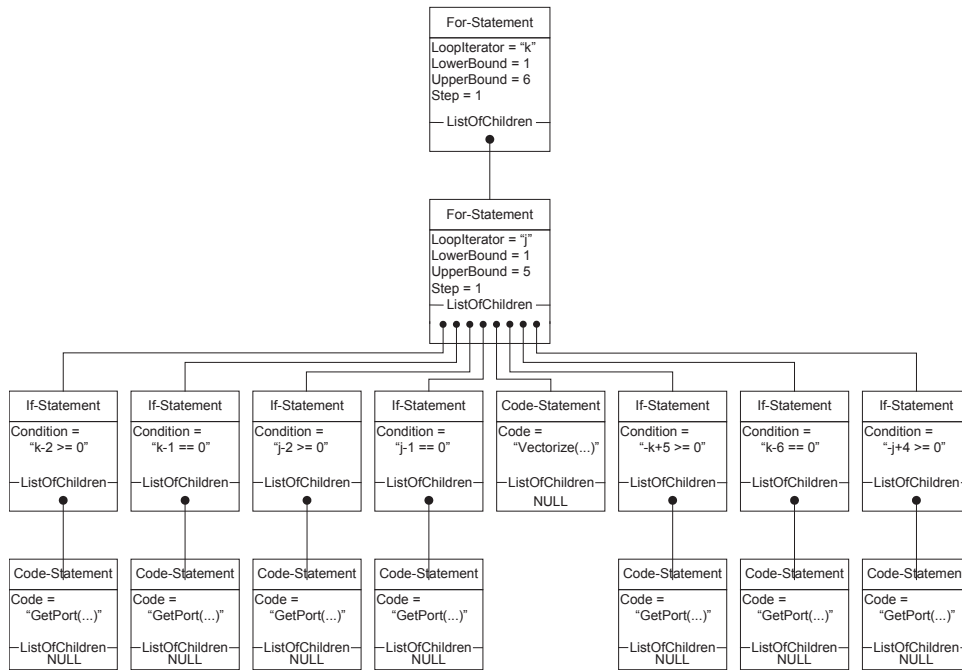 For-Statement
LoopIterator = “k”
LowerBound = 1
UpperBound = 6
Step = 1
ListOfChildren
For-Statement
LoopIterator = “j”
LowerBound = 1
UpperBound = 5
Step = 1
ListOfChildren
If-Statement
Condition =
“k-2 >= 0”
ListOfChildren
If-Statement
Condition =
“k-1 == 0”
ListOfChildren
If-Statement
Condition =
“j-2 >= 0”
ListOfChildren
If-Statement
Condition =
“j-1 == 0”
ListOfChildren
Code-Statement
Code =
“Vectorize(...)”
ListOfChildren
NULL
If-Statement
Condition =
“-k+5 >= 0”
ListOfChildren
If-Statement
Condition =
“k-6 == 0”
ListOfChildren
If-Statement
Condition =
“-j+4 >= 0”
ListOfChildren
Code-Statement
Code =
“GetPort(...)”
ListOfChildren
NULL
Code-Statement
Code =
“GetPort(...)”
ListOfChildren
NULL
Code-Statement
Code =
“GetPort(...)”
ListOfChildren
NULL
Code-Statement
Code =
“GetPort(...)”
ListOfChildren
NULL
Code-Statement
Code =
“GetPort(...)”
ListOfChildren
NULL
Code-Statement
Code =
“GetPort(...)”
ListOfChildren
NULL
Code-Statement
Code =
“GetPort(...)”
ListOfChildren
NULL